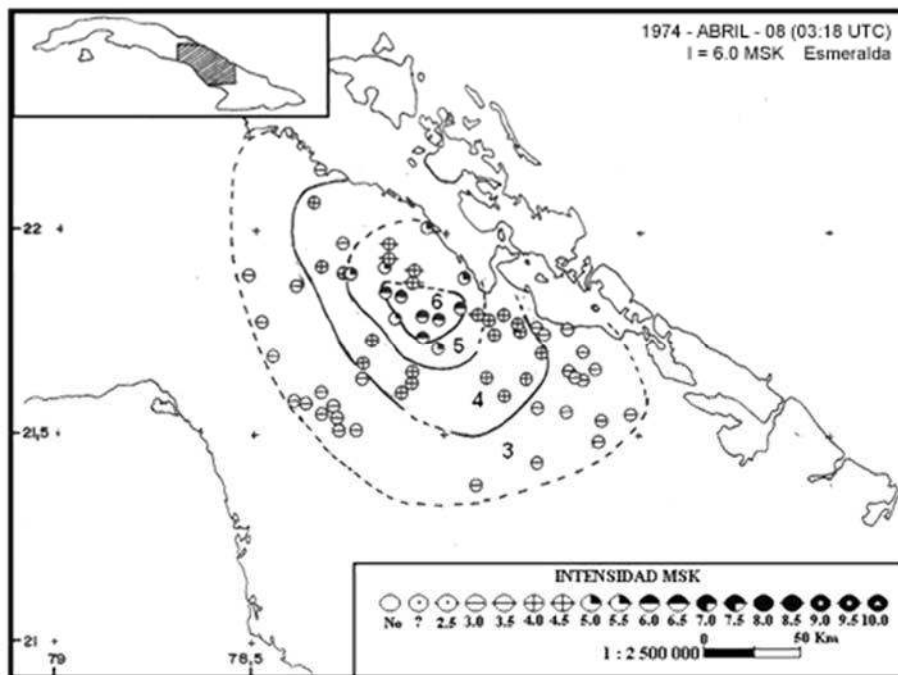 1974 - ABRIL - 08 (03:18 UTC)
I = 6.0 MSK Esmeralda
22
6
5
4
21,5
3
INTENSIDAD MSK
No ? 2.5 3.0 3.5 4.0 4.5 5.0 5.5 6.0 6.5 7.0 7.5 8.0 8.5 9.0 9.5 10.0
0 50 Km
1 : 2 500 000
21
79 78,5